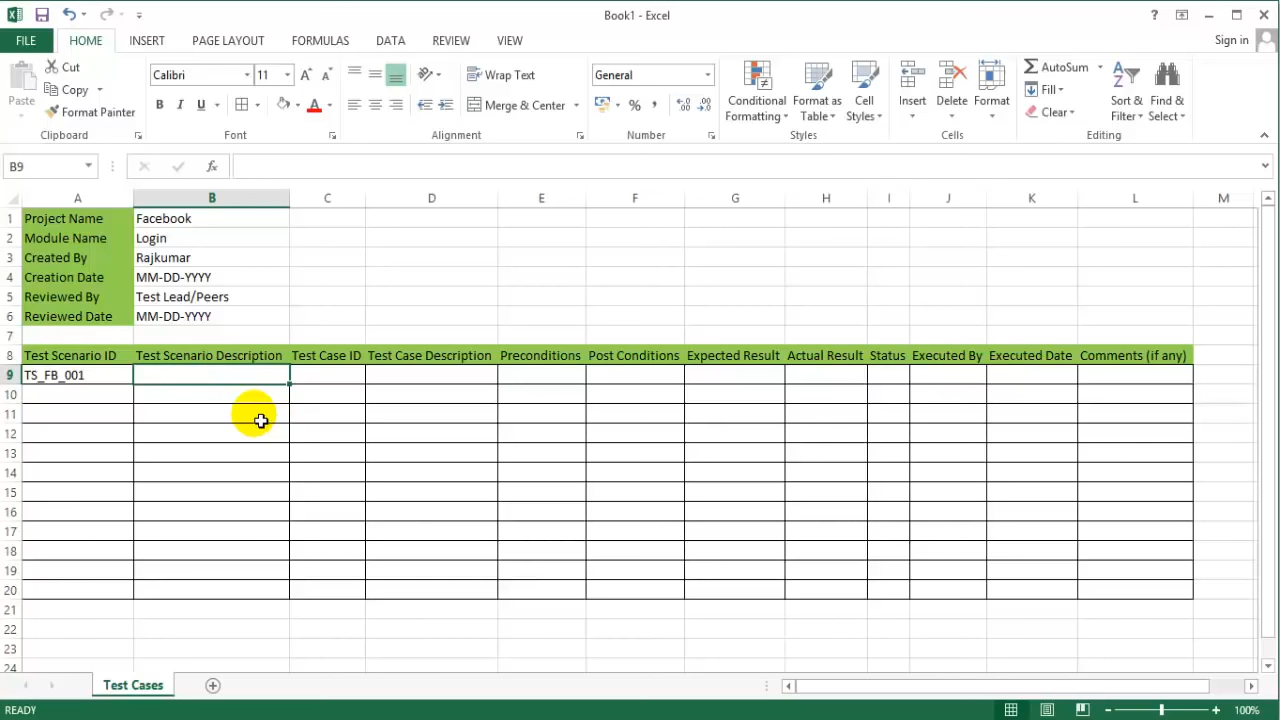 Book1 - Excel
?
FILE HOME INSERT PAGE LAYOUT FORMULAS DATA REVIEW VIEW Sign in
Paste
Cut
Copy
Format Painter
Clipboard
Calibri 11 A A
B I U A
Font
Wrap Text
Merge & Center
Alignment
General
% , .0 .00 .00 .0
Number
Conditional Formatting
Format as Table
Cell Styles
Styles
Insert Delete Format
Cells
AutoSum
Fill
Clear
Sort & Filter
Find & Select
Editing
B9 fx
A B C D E F G H I J K L M
1 Project Name Facebook
2 Module Name Login
3 Created By Rajkumar
4 Creation Date MM-DD-YYYY
5 Reviewed By Test Lead/Peers
6 Reviewed Date MM-DD-YYYY
7
8 Test Scenario ID Test Scenario Description Test Case ID Test Case Description Preconditions Post Conditions Expected Result Actual Result Status Executed By Executed Date Comments (if any)
9 TS_FB_001
10
11
12
13
14
15
16
17
18
19
20
21
22
23
24
Test Cases
READY 100%